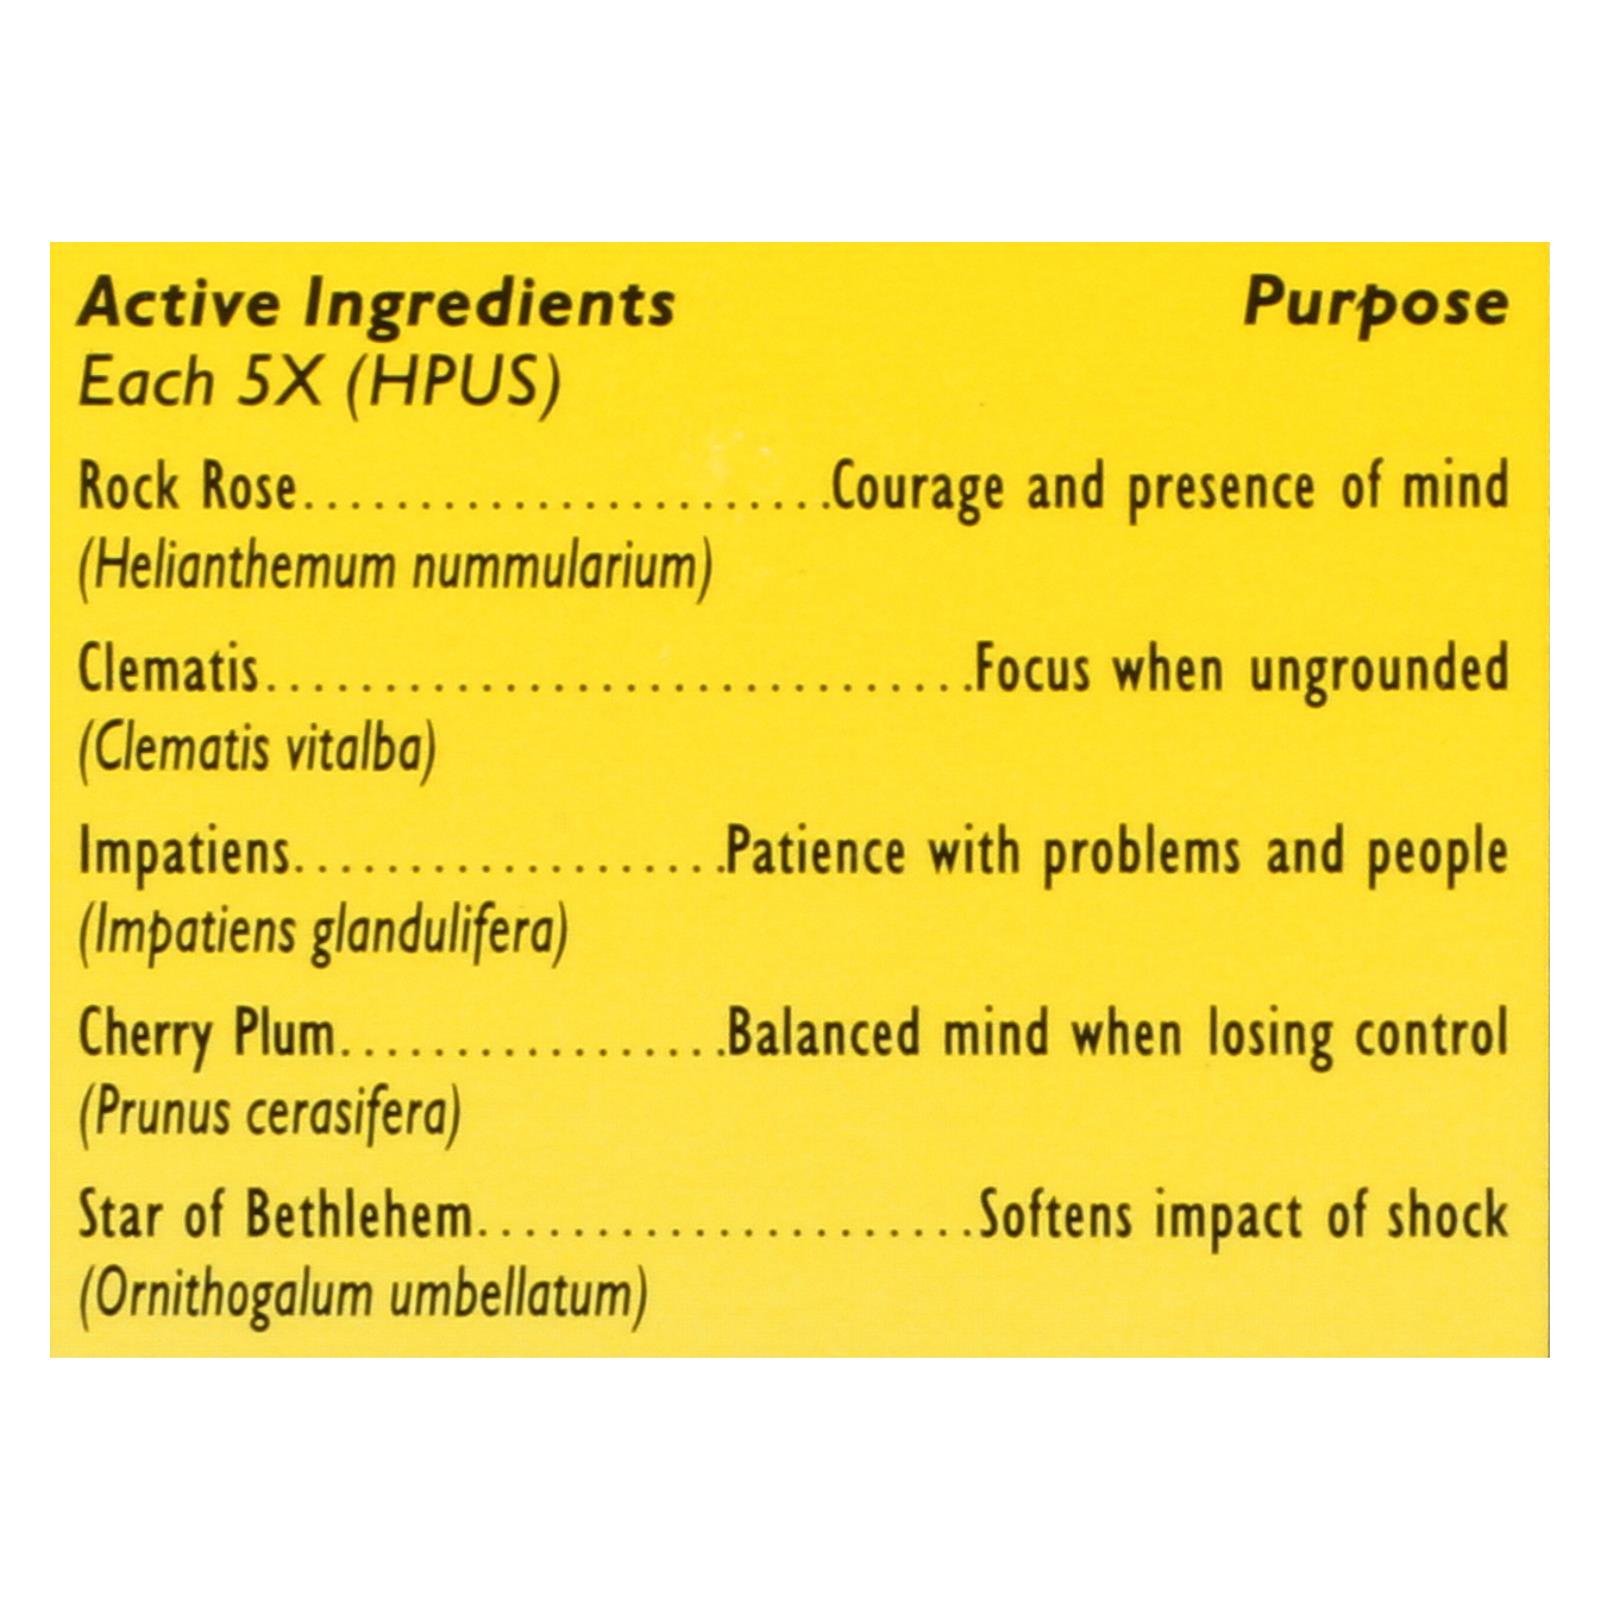 Active Ingredients Purpose
Each 5X (HPUS)
Rock Rose......................Courage and presence of mind
(Helianthemum nummularium)
Clematis..............................Focus when ungrounded
(Clematis vitalba)
Impatiens...................Patience with problems and people
(Impatiens glandulifera)
Cherry Plum.................Balanced mind when losing control
(Prunus cerasifera)
Star of Bethlehem.....................Softens impact of shock
(Ornithogalum umbellatum)